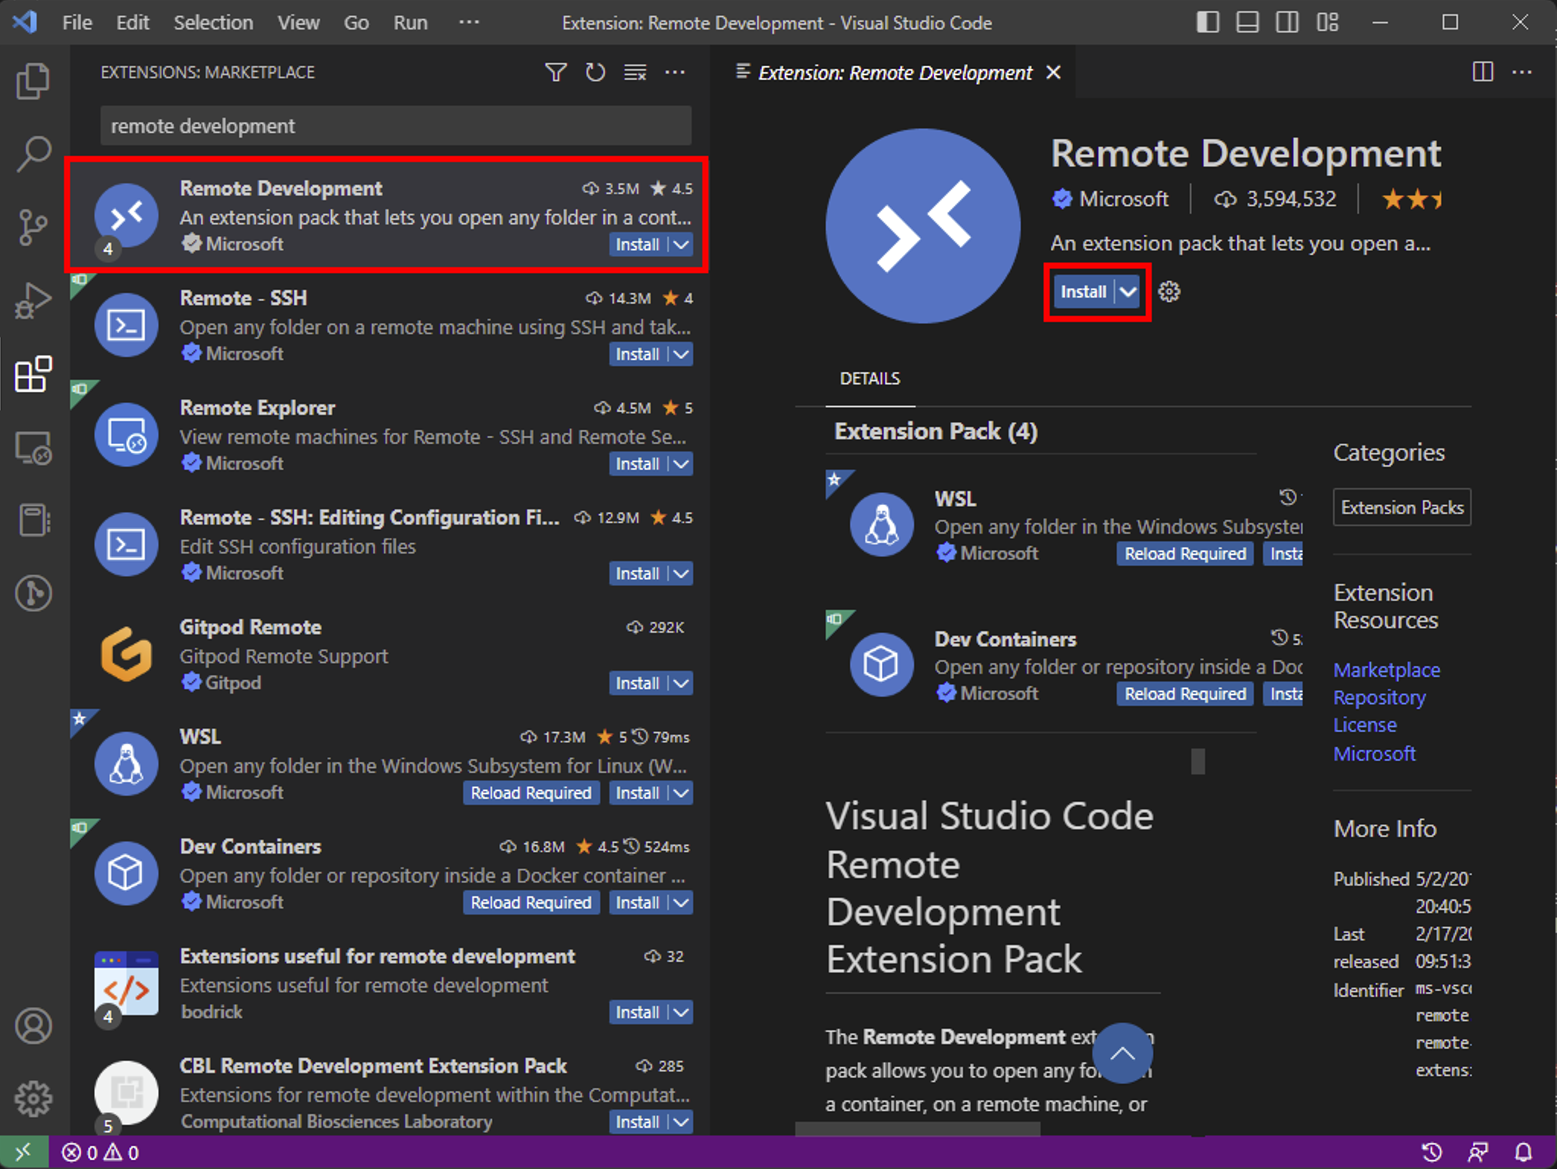 File Edit Selection View Go Run ··· Extension: Remote Development - Visual Studio Code
EXTENSIONS: MARKETPLACE
remote development
Remote Development 3.5M 4.5
An extension pack that lets you open any folder in a cont...
4 Microsoft Install
Remote - SSH 14.3M 4
Open any folder on a remote machine using SSH and tak...
Microsoft Install
Remote Explorer 4.5M 5
View remote machines for Remote - SSH and Remote Se...
Microsoft Install
Remote - SSH: Editing Configuration Fi... 12.9M 4.5
Edit SSH configuration files
Microsoft Install
Gitpod Remote 292K
Gitpod Remote Support
Gitpod Install
WSL 17.3M 5 79ms
Open any folder in the Windows Subsystem for Linux (W...
Microsoft Reload Required Install
Dev Containers 16.8M 4.5 524ms
Open any folder or repository inside a Docker container ...
Microsoft Reload Required Install
Extensions useful for remote development 32
Extensions useful for remote development
4 bodrick Install
CBL Remote Development Extension Pack 285
Extensions for remote development within the Computat...
5 Computational Biosciences Laboratory Install
Extension: Remote Development
Remote Development
Microsoft 3,594,532
An extension pack that lets you open a...
Install
DETAILS
Extension Pack (4)
WSL
Open any folder in the Windows Subsyster
Microsoft Reload Required Insta
Dev Containers 5
Open any folder or repository inside a Doc
Microsoft Reload Required Insta
Visual Studio Code
Remote
Development
Extension Pack
The Remote Development ext
pack allows you to open any fo
a container, on a remote machine, or
Categories
Extension Packs
Extension
Resources
Marketplace
Repository
License
Microsoft
More Info
Published 5/2/20
20:40:5
Last 2/17/20
released 09:51:3
Identifier ms-vsc
remote
remote-
extens
0 0